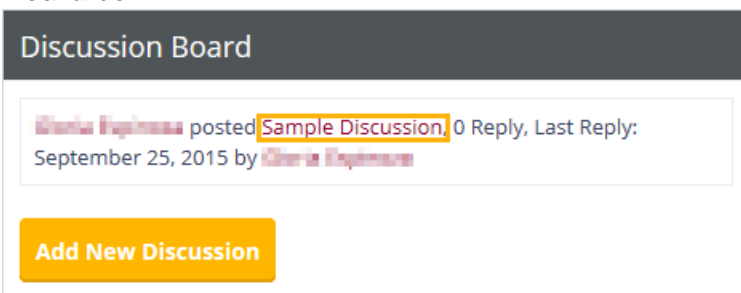 Discussion Board
posted Sample Discussion, 0 Reply, Last Reply:
September 25, 2015 by
Add New Discussion